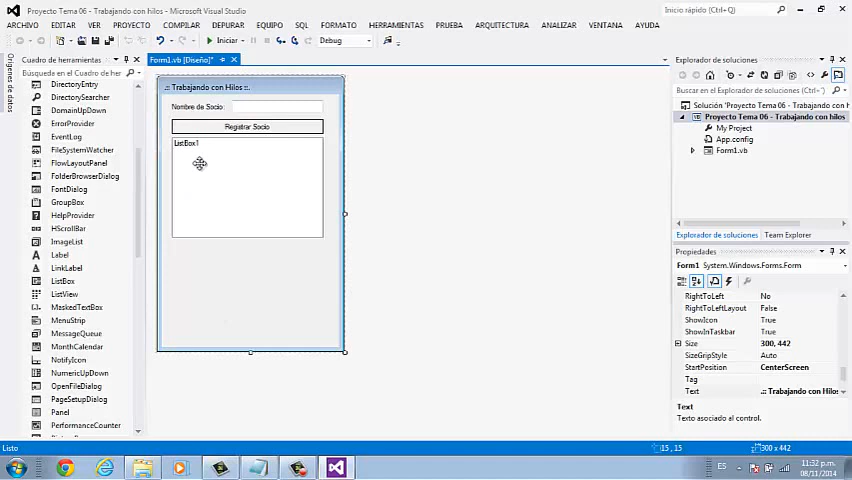 Proyecto Tema 06 - Trabajando con hilos - Microsoft Visual Studio
Inicio rápido (Ctrl+Q)
ARCHIVO EDITAR VER PROYECTO COMPILAR DEPURAR EQUIPO SQL FORMATO HERRAMIENTAS PRUEBA ARQUITECTURA ANALIZAR VENTANA AYUDA
Iniciar Debug
Orígenes de datos
Cuadro de herramientas
Buscar en el Cuadro de herramientas
DirectoryEntry
DirectorySearcher
DomainUpDown
ErrorProvider
EventLog
FileSystemWatcher
FlowLayoutPanel
FolderBrowserDialog
FontDialog
GroupBox
HelpProvider
HScrollBar
ImageList
Label
LinkLabel
ListBox
ListView
MaskedTextBox
MenuStrip
MessageQueue
MonthCalendar
NotifyIcon
NumericUpDown
OpenFileDialog
PageSetupDialog
Panel
PerformanceCounter
Form1.vb [Diseño]*
.:: Trabajando con Hilos ::.
Nombre de Socio:
Registrar Socio
ListBox1
Explorador de soluciones
Buscar en el Explorador de soluciones (Ctrl+')
Solución 'Proyecto Tema 06 - Trabajando con h
Proyecto Tema 06 - Trabajando con hilos
My Project
App.config
Form1.vb
Explorador de soluciones Team Explorer
Propiedades
Form1 System.Windows.Forms.Form
RightToLeft No
RightToLeftLayout False
ShowIcon True
ShowInTaskbar True
Size 300, 442
SizeGripStyle Auto
StartPosition CenterScreen
Tag
Text .:: Trabajando con Hilos
Text
Texto asociado al control.
Listo
15 , 15
300 x 442
ES
11:32 p.m.
08/11/2014